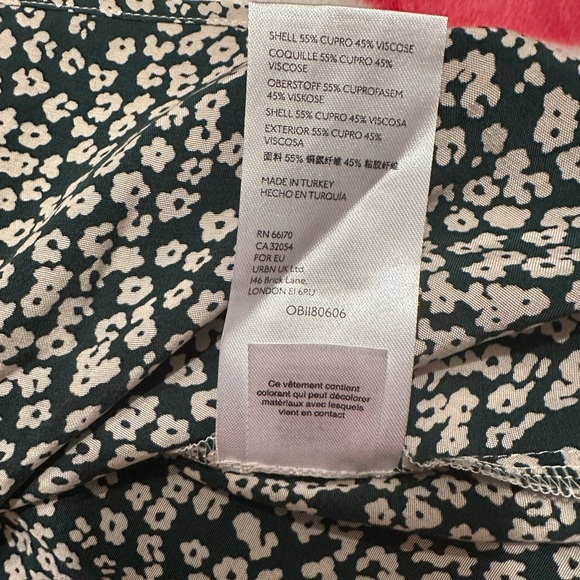 SHELL 55% CUPRO 45% VISCOSE
COQUILLE 55% CUPRO 45%
VISCOSE
OBERSTOFF 55% CUPROFASEM
45% VISKOSE
SHELL 55% CUPRO 45% VISCOSA
EXTERIOR 55% CUPRO 45%
VISCOSA
面料 55% 铜氨纤维 45% 粘胶纤维
MADE IN TURKEY
HECHO EN TURQUÍA
RN 66170
CA 32054
FOR EU
URBN UK Ltd.
146 Brick Lane,
LONDON E1 6RU
OB1180606
Ce vêtement contient
colorant qui peut décolorer
matériaux avec lesquels
vient en contact